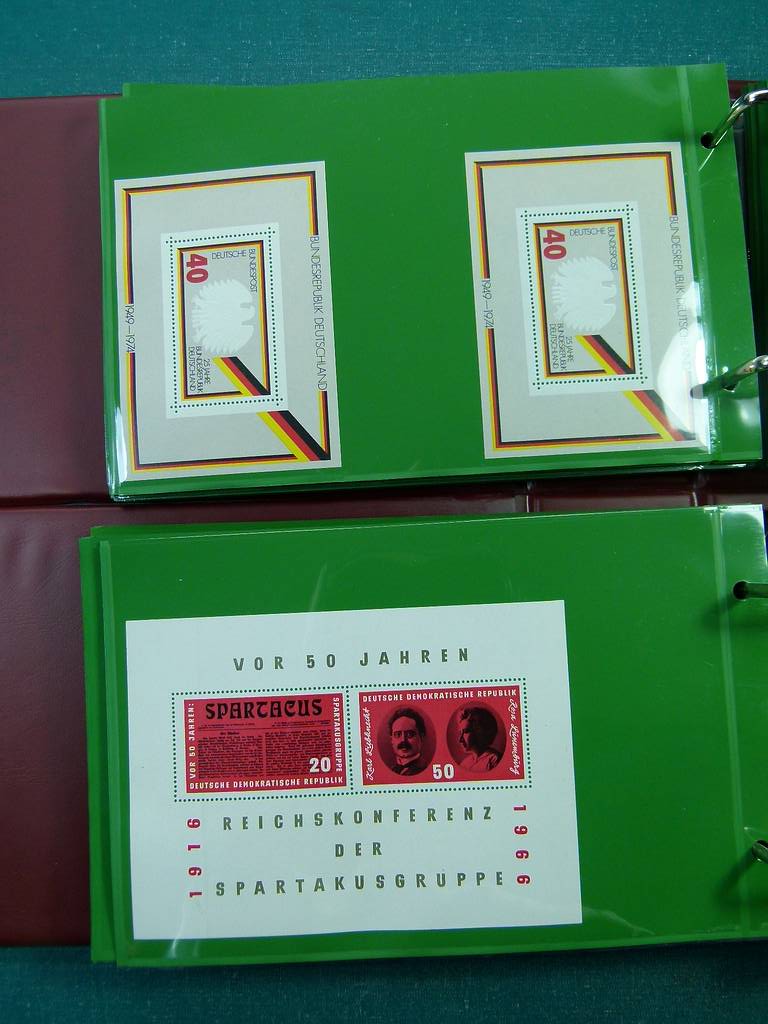 BUNDESREPUBLIK DEUTSCHLAND
1949—1974
DEUTSCHE BUNDESPOST
40
25 JAHRE
BUNDESREPUBLIK
DEUTSCHLAND
BUNDESREPUBLIK DEUTSCHLAND
1949—1974
DEUTSCHE BUNDESPOST
40
25 JAHRE
BUNDESREPUBLIK
DEUTSCHLAND
VOR 50 JAHREN
VOR 50 JAHREN:
SPARTACUS
SPARTAKUSGRUPPE
20
DEUTSCHE DEMOKRATISCHE REPUBLIK
DEUTSCHE DEMOKRATISCHE REPUBLIK
Karl Liebknecht
Rosa Luxemburg
50
1916
REICHSKONFERENZ
DER
SPARTAKUSGRUPPE
1966